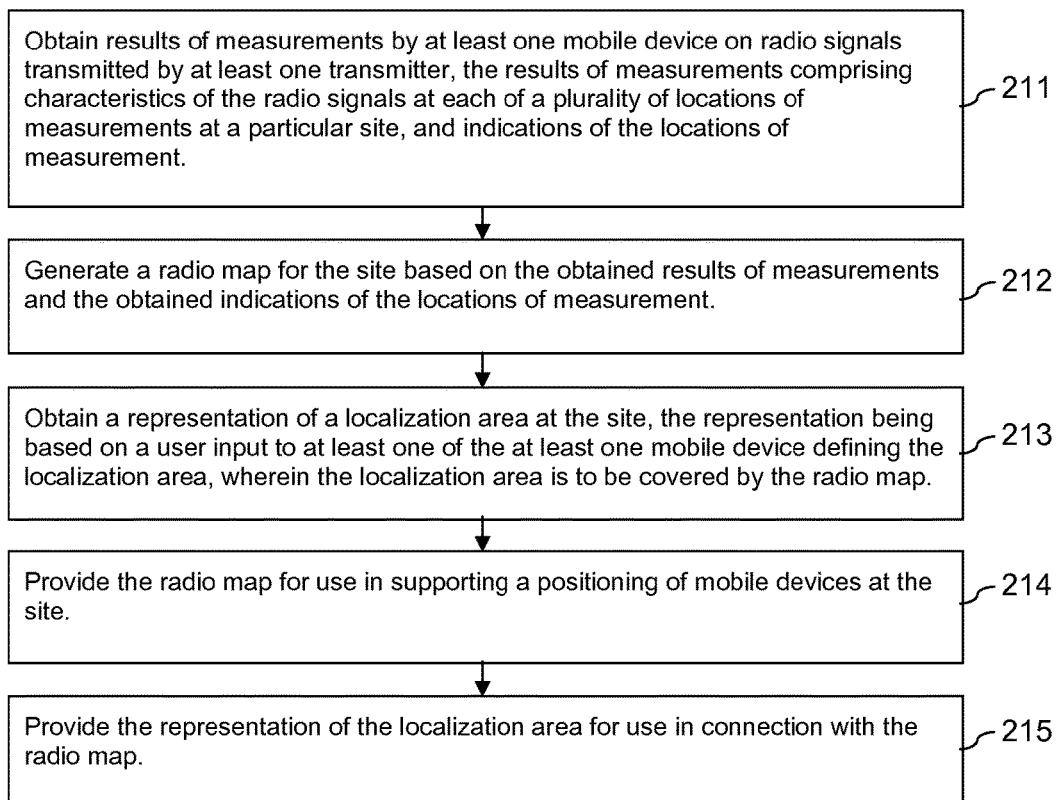 Obtain results of measurements by at least one mobile device on radio signals
transmitted by at least one transmitter, the results of measurements comprising
characteristics of the radio signals at each of a plurality of locations of
measurements at a particular site, and indications of the locations of
measurement.
211
Generate a radio map for the site based on the obtained results of measurements
and the obtained indications of the locations of measurement.
212
Obtain a representation of a localization area at the site, the representation being
based on a user input to at least one of the at least one mobile device defining the
localization area, wherein the localization area is to be covered by the radio map.
213
Provide the radio map for use in supporting a positioning of mobile devices at the
site.
214
Provide the representation of the localization area for use in connection with the
radio map.
215